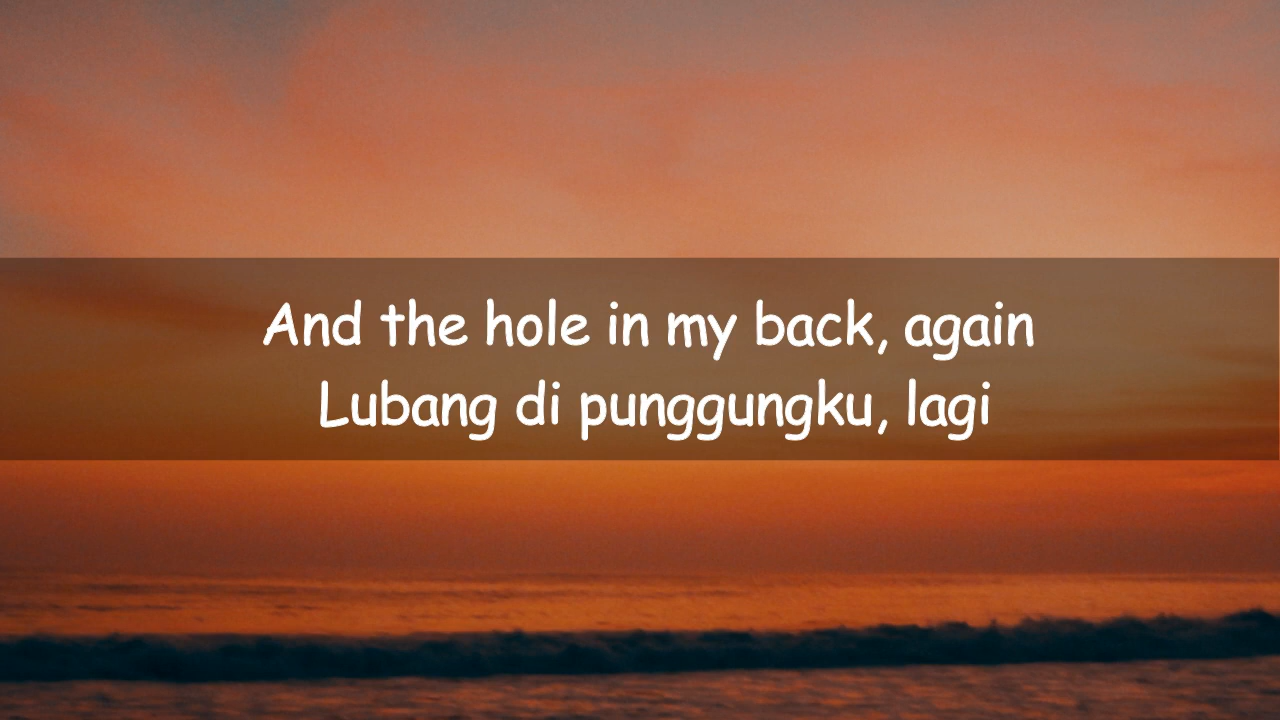 And the hole in my back, again
Lubang di punggungku, lagi